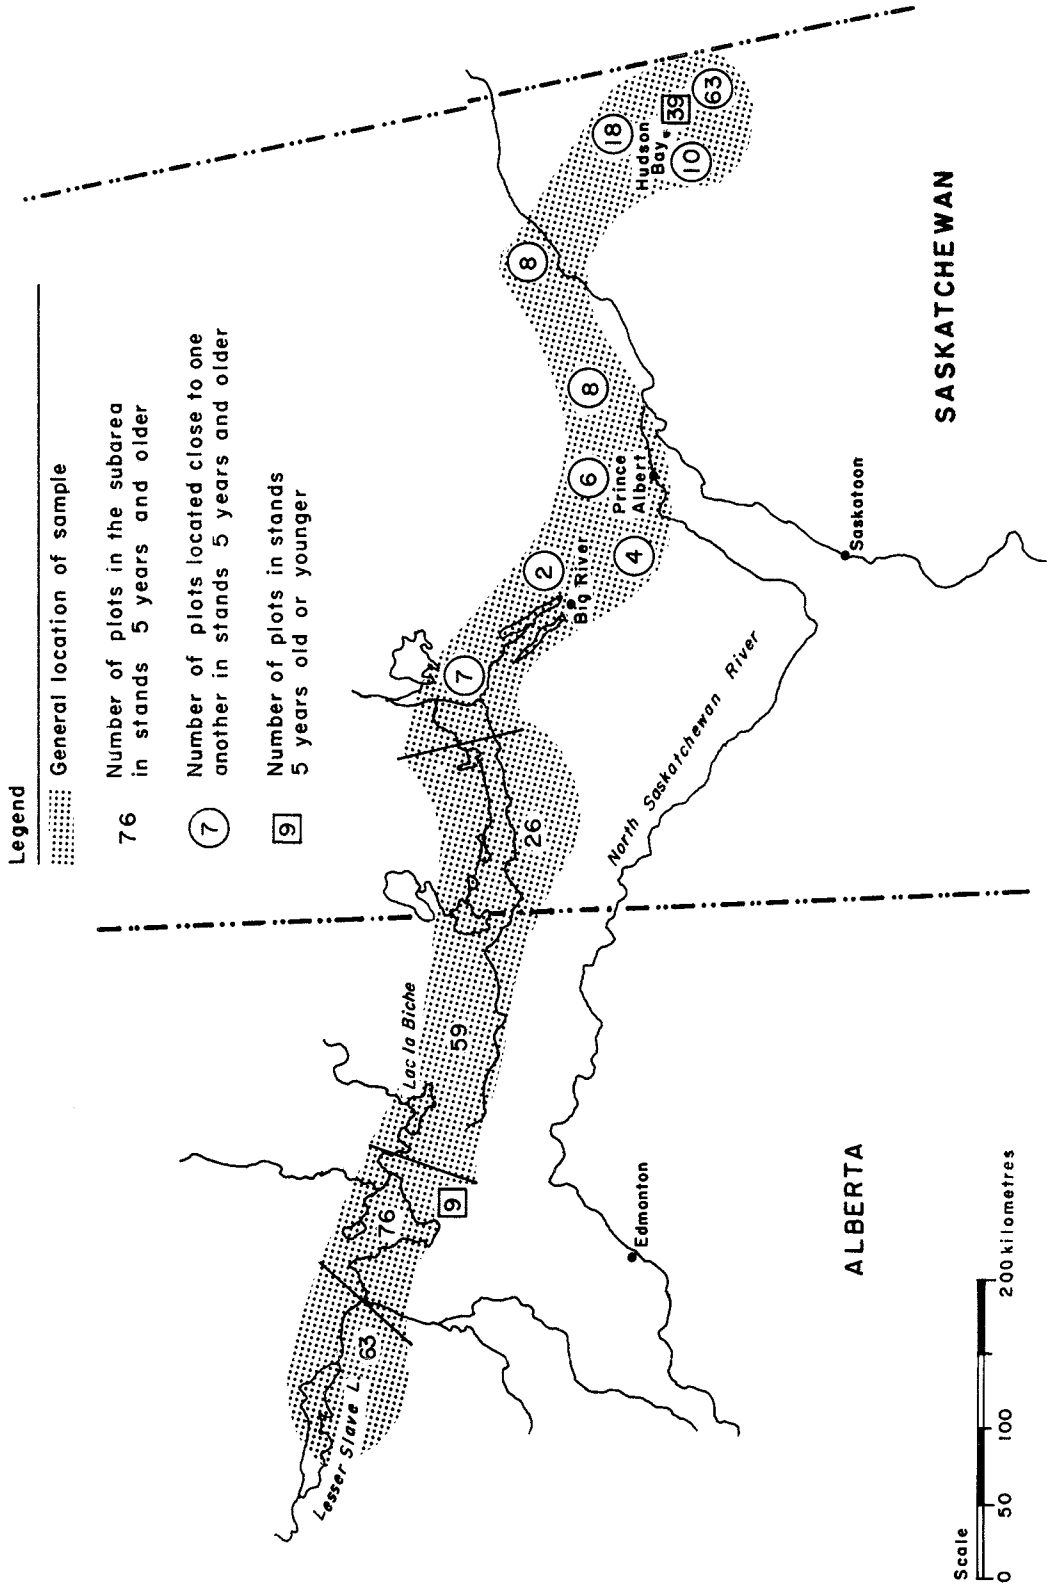 Legend
General location of sample
76
Number of plots in the subarea
in stands 5 years and older
7
Number of plots located close to one
another in stands 5 years and older
9
Number of plots in stands
5 years old or younger
Lesser Slave L.
63
76
9
Lac la Biche
59
26
7
2
Big River
4
6
Prince
Albert
8
8
18
Hudson
Bay
39
10
63
North Saskatchewan River
Edmonton
Saskatoon
ALBERTA
SASKATCHEWAN
Scale
0 50 100 200 kilometres